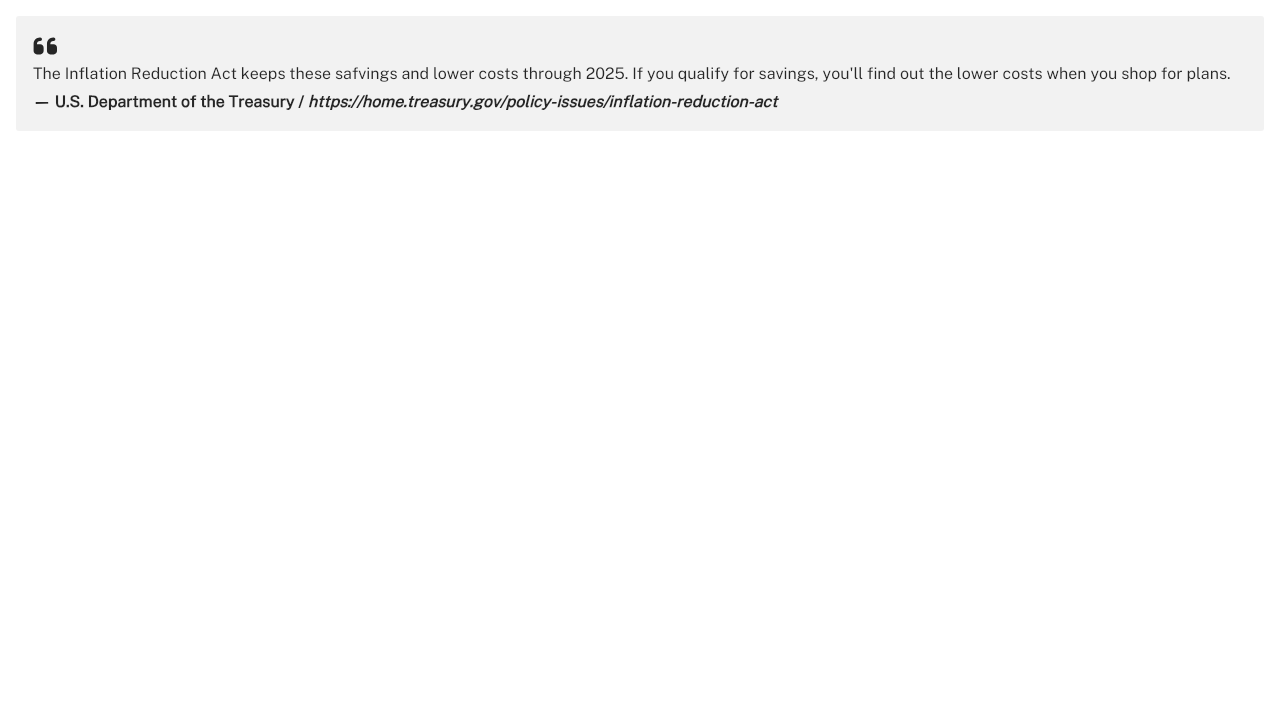 ❝
The Inflation Reduction Act keeps these safvings and lower costs through 2025. If you qualify for savings, you'll find out the lower costs when you shop for plans.
— U.S. Department of the Treasury / https://home.treasury.gov/policy-issues/inflation-reduction-act